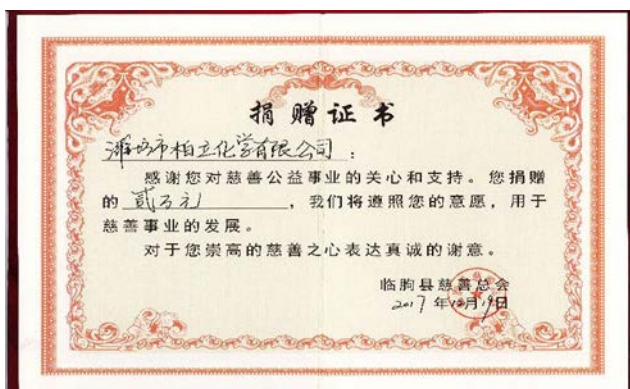 捐赠证书
潍坊市柏立化学有限公司：
感谢您对慈善公益事业的关心和支持。您捐赠
的 贰万元 ，我们将遵照您的意愿，用于
慈善事业的发展。
对于您崇高的慈善之心表达真诚的谢意。
临朐县慈善总会
2017年12月19日